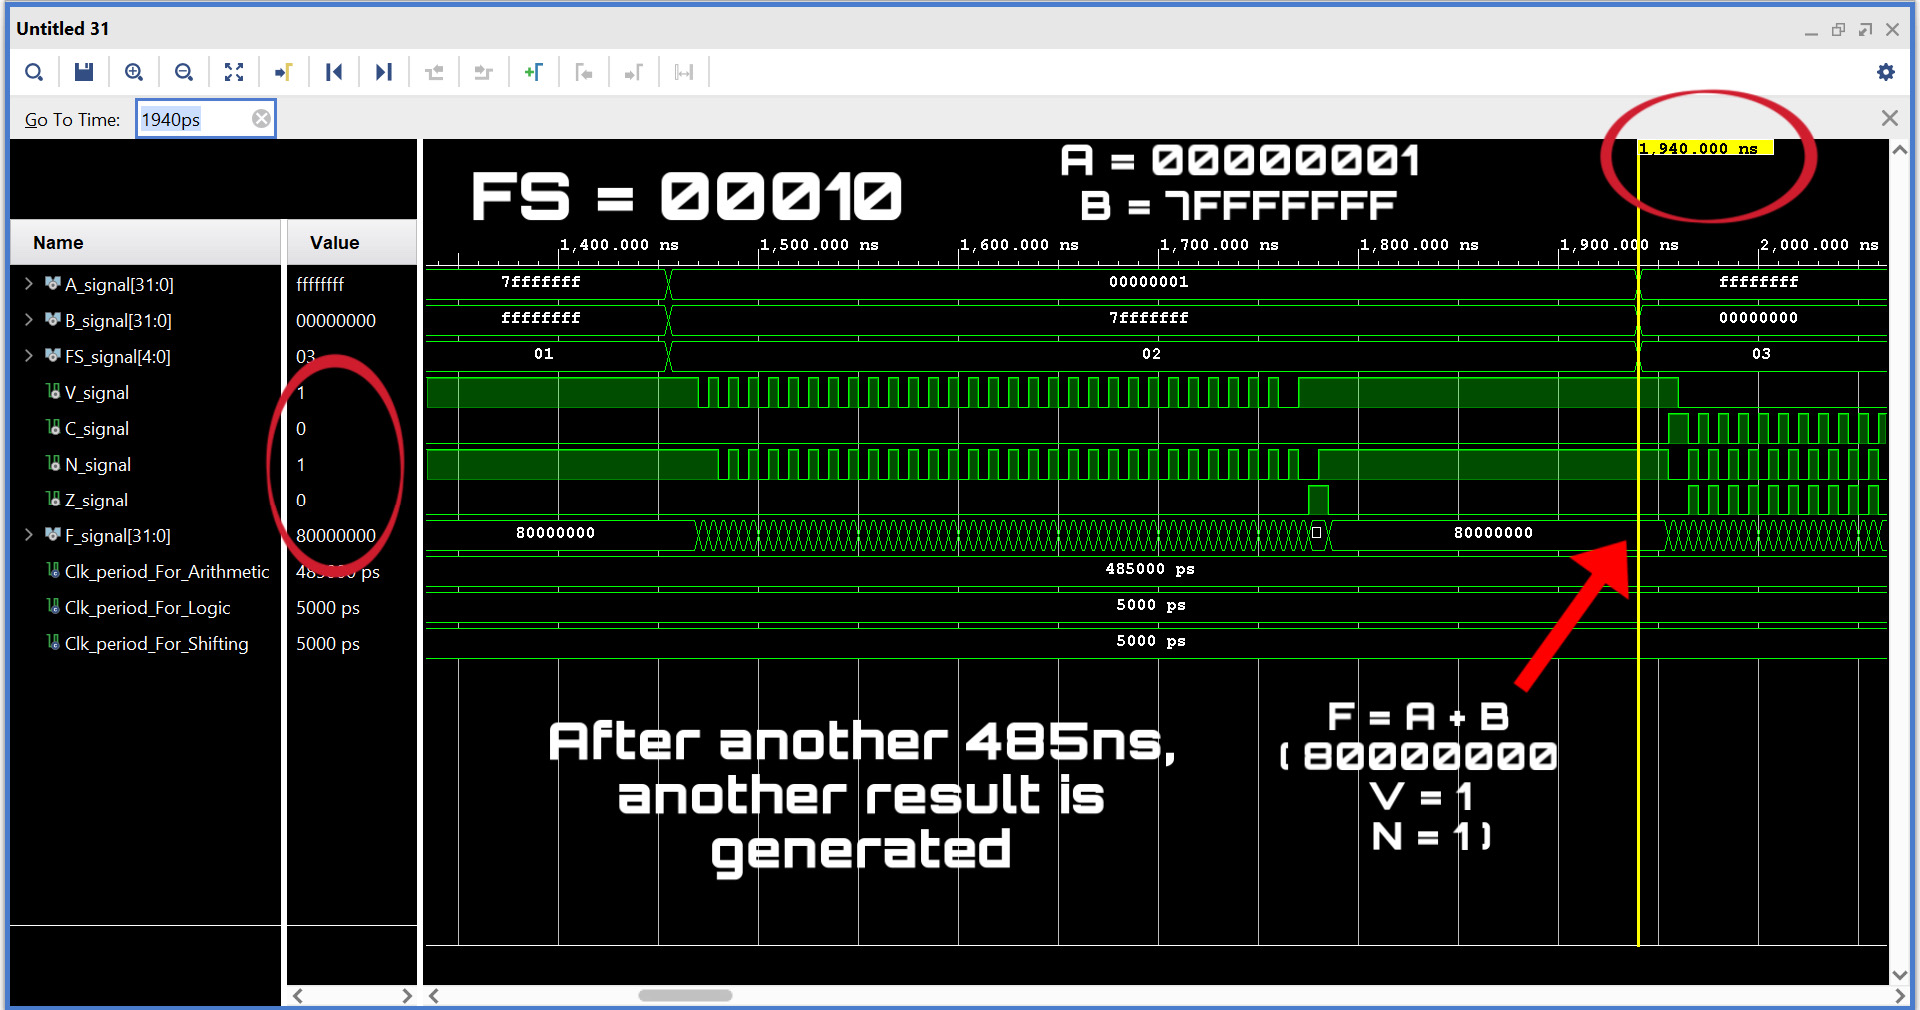 Untitled 31
Go To Time: 1940ps
1,940.000 ns
FS = 00010
A = 00000001
B = 7FFFFFFF
Name Value
1,400.000 ns 1,500.000 ns 1,600.000 ns 1,700.000 ns 1,800.000 ns 1,900.000 ns 2,000.000 ns
A_signal[31:0] ffffffff 7fffffff 00000001 ffffffff
B_signal[31:0] 00000000 ffffffff 7fffffff 00000000
FS_signal[4:0] 03 01 02 03
V_signal 1
C_signal 0
N_signal 1
Z_signal 0
F_signal[31:0] 80000000 80000000 80000000
Clk_period_For_Arithmetic 485000 ps 485000 ps
Clk_period_For_Logic 5000 ps 5000 ps
Clk_period_For_Shifting 5000 ps 5000 ps
After another 485ns,
another result is
generated
F = A + B
( 80000000
V = 1
N = 1 )